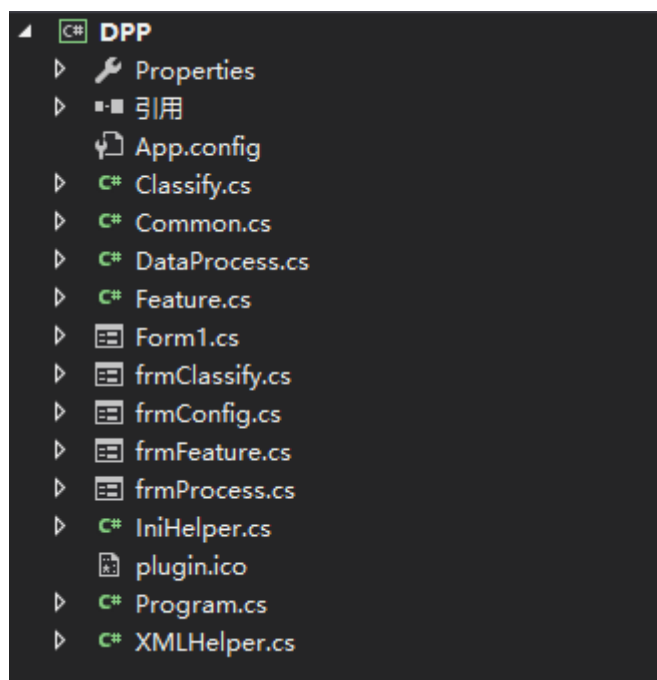 C# DPP
Properties
引用
App.config
C# Classify.cs
C# Common.cs
C# DataProcess.cs
C# Feature.cs
Form1.cs
frmClassify.cs
frmConfig.cs
frmFeature.cs
frmProcess.cs
C# IniHelper.cs
plugin.ico
C# Program.cs
C# XMLHelper.cs